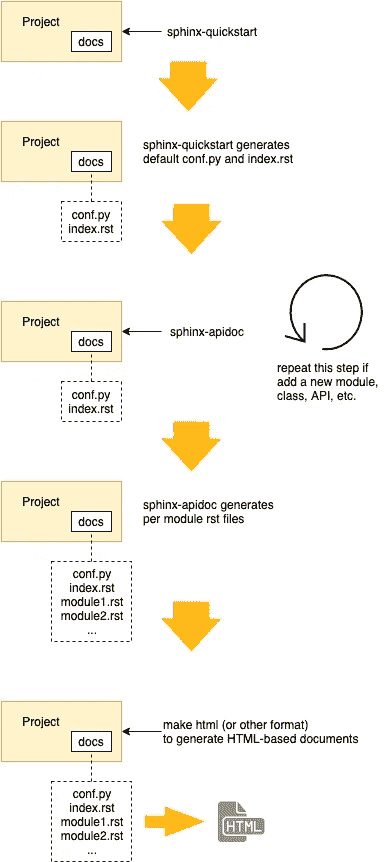 Project
docs
sphinx-quickstart
Project
docs
sphinx-quickstart generates
default conf.py and index.rst
conf.py
index.rst
Project
docs
sphinx-apidoc
conf.py
index.rst
repeat this step if
add a new module,
class, API, etc.
Project
docs
sphinx-apidoc generates
per module rst files
conf.py
index.rst
module1.rst
module2.rst
...
Project
docs
make html (or other format)
to generate HTML-based documents
conf.py
index.rst
module1.rst
module2.rst
...
HTML